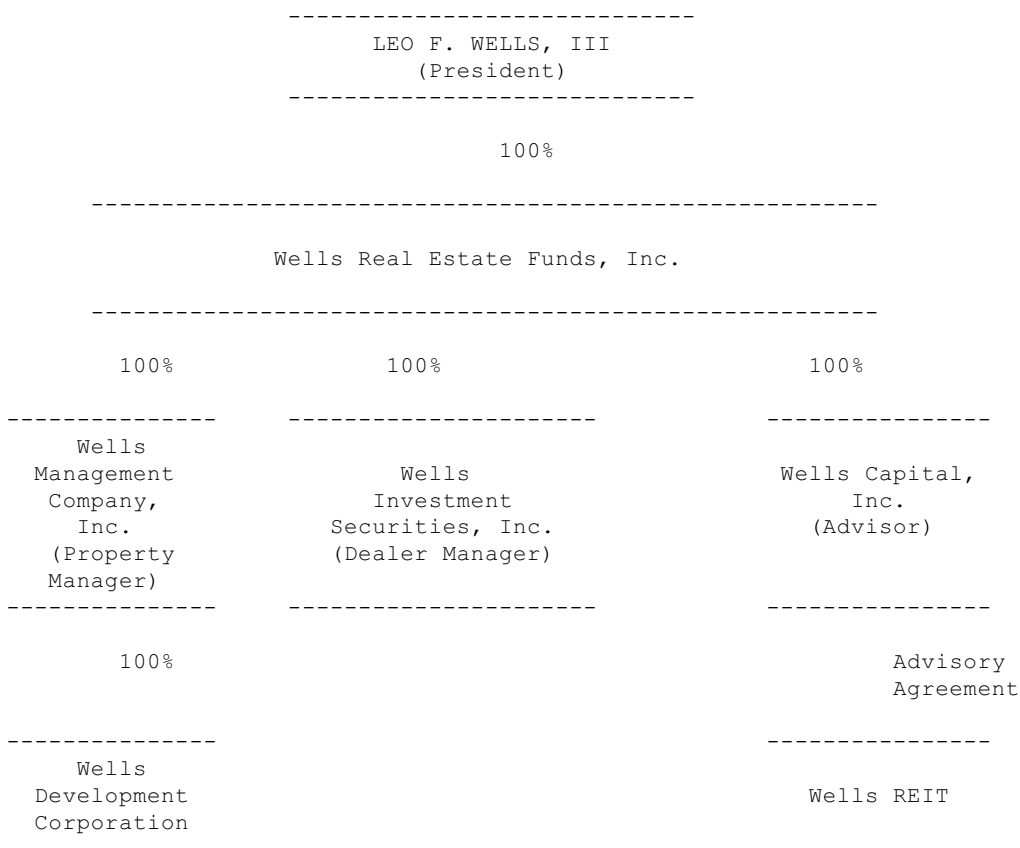 -----------------------------
LEO F. WELLS, III
(President)
-----------------------------
100%
--------------------------------------------------------
Wells Real Estate Funds, Inc.
--------------------------------------------------------
100% 100% 100%
--------------- ---------------------- ----------------
Wells
Management Wells Wells Capital,
Company, Investment Inc.
Inc. Securities, Inc. (Advisor)
(Property (Dealer Manager)
Manager)
--------------- ---------------------- ----------------
100% Advisory
Agreement
--------------- ----------------
Wells
Development Wells REIT
Corporation